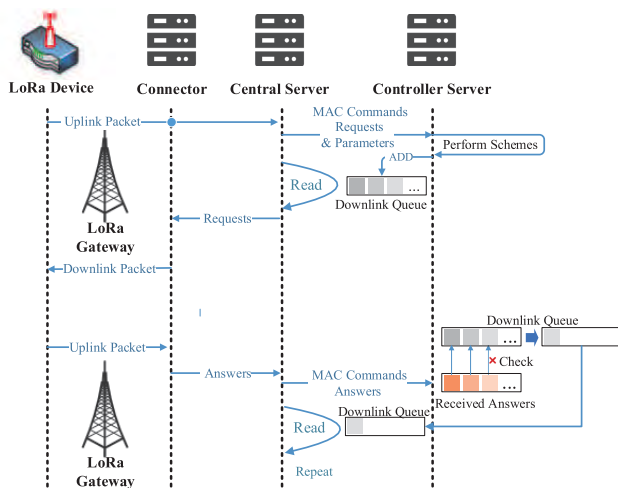 LoRa Device
Connector
Central Server
Controller Server
Uplink Packet
MAC Commands
Requests
& Parameters
Perform Schemes
ADD
Read
...
Downlink Queue
Requests
LoRa
Gateway
Downlink Packet
Downlink Queue
...
Check
Uplink Packet
Answers
MAC Commands
Answers
...
Received Answers
Downlink Queue
Read
LoRa
Gateway
Repeat